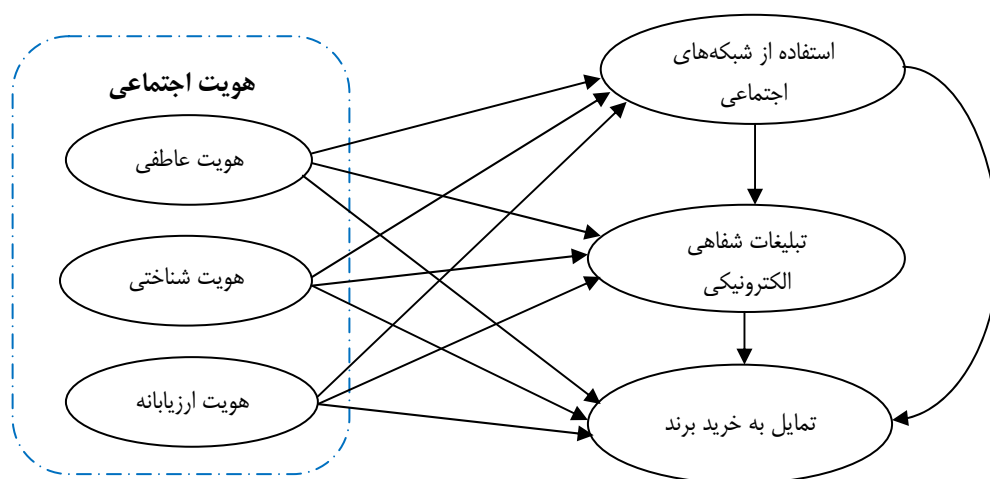 استفاده از شبکه‌های
اجتماعی
هویت اجتماعی
هویت عاطفی
تبلیغات شفاهی
الکترونیکی
هویت شناختی
هویت ارزیابانه
تمایل به خرید برند